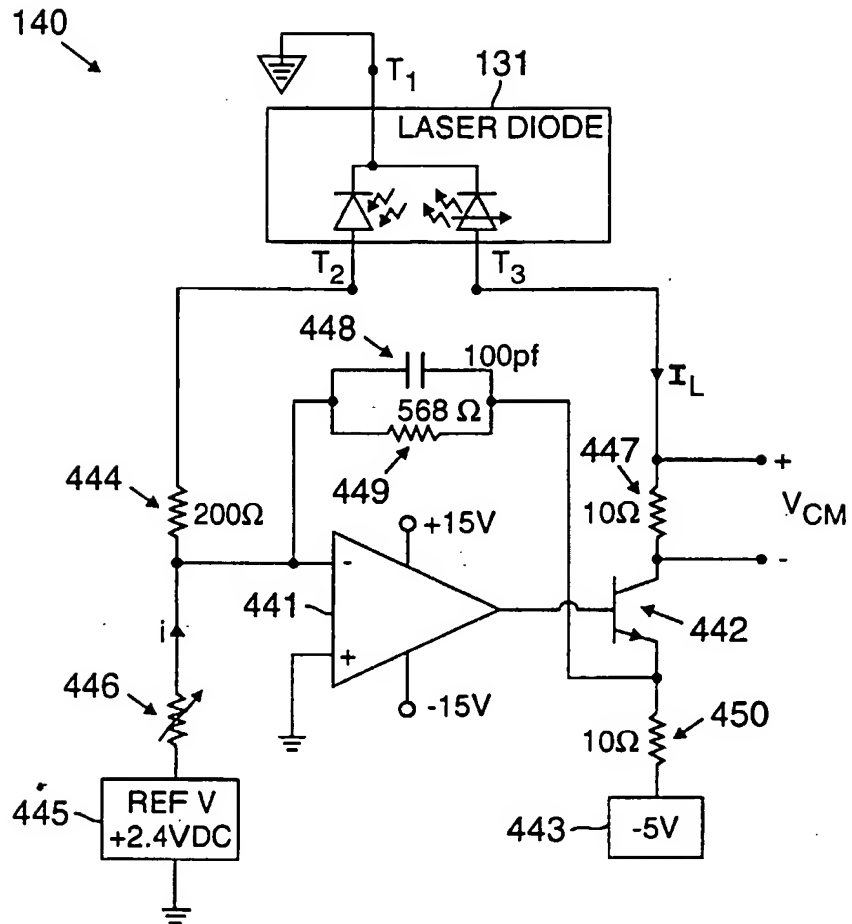 140
T1
131
LASER DIODE
T2
T3
448
100pf
568 Ω
449
IL
444
200Ω
447
10Ω
+
VCM
-
+15V
-
441
+
-15V
442
i
446
10Ω
450
445
REF V
+2.4VDC
443
-5V